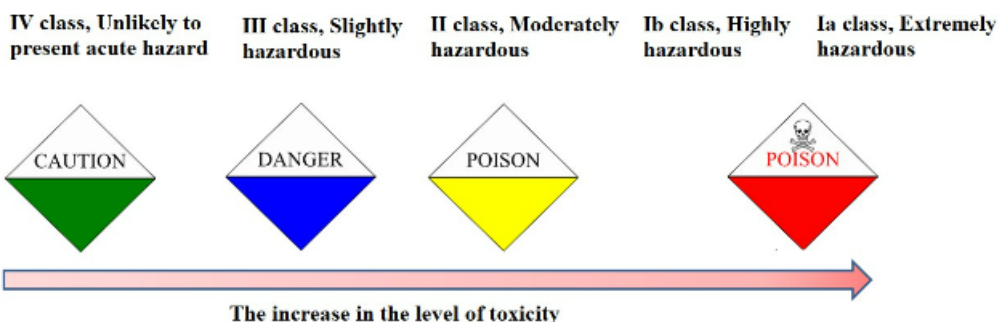 IV class, Unlikely to
present acute hazard
III class, Slightly
hazardous
II class, Moderately
hazardous
Ib class, Highly
hazardous
Ia class, Extremely
hazardous
CAUTION
DANGER
POISON
POISON
The increase in the level of toxicity